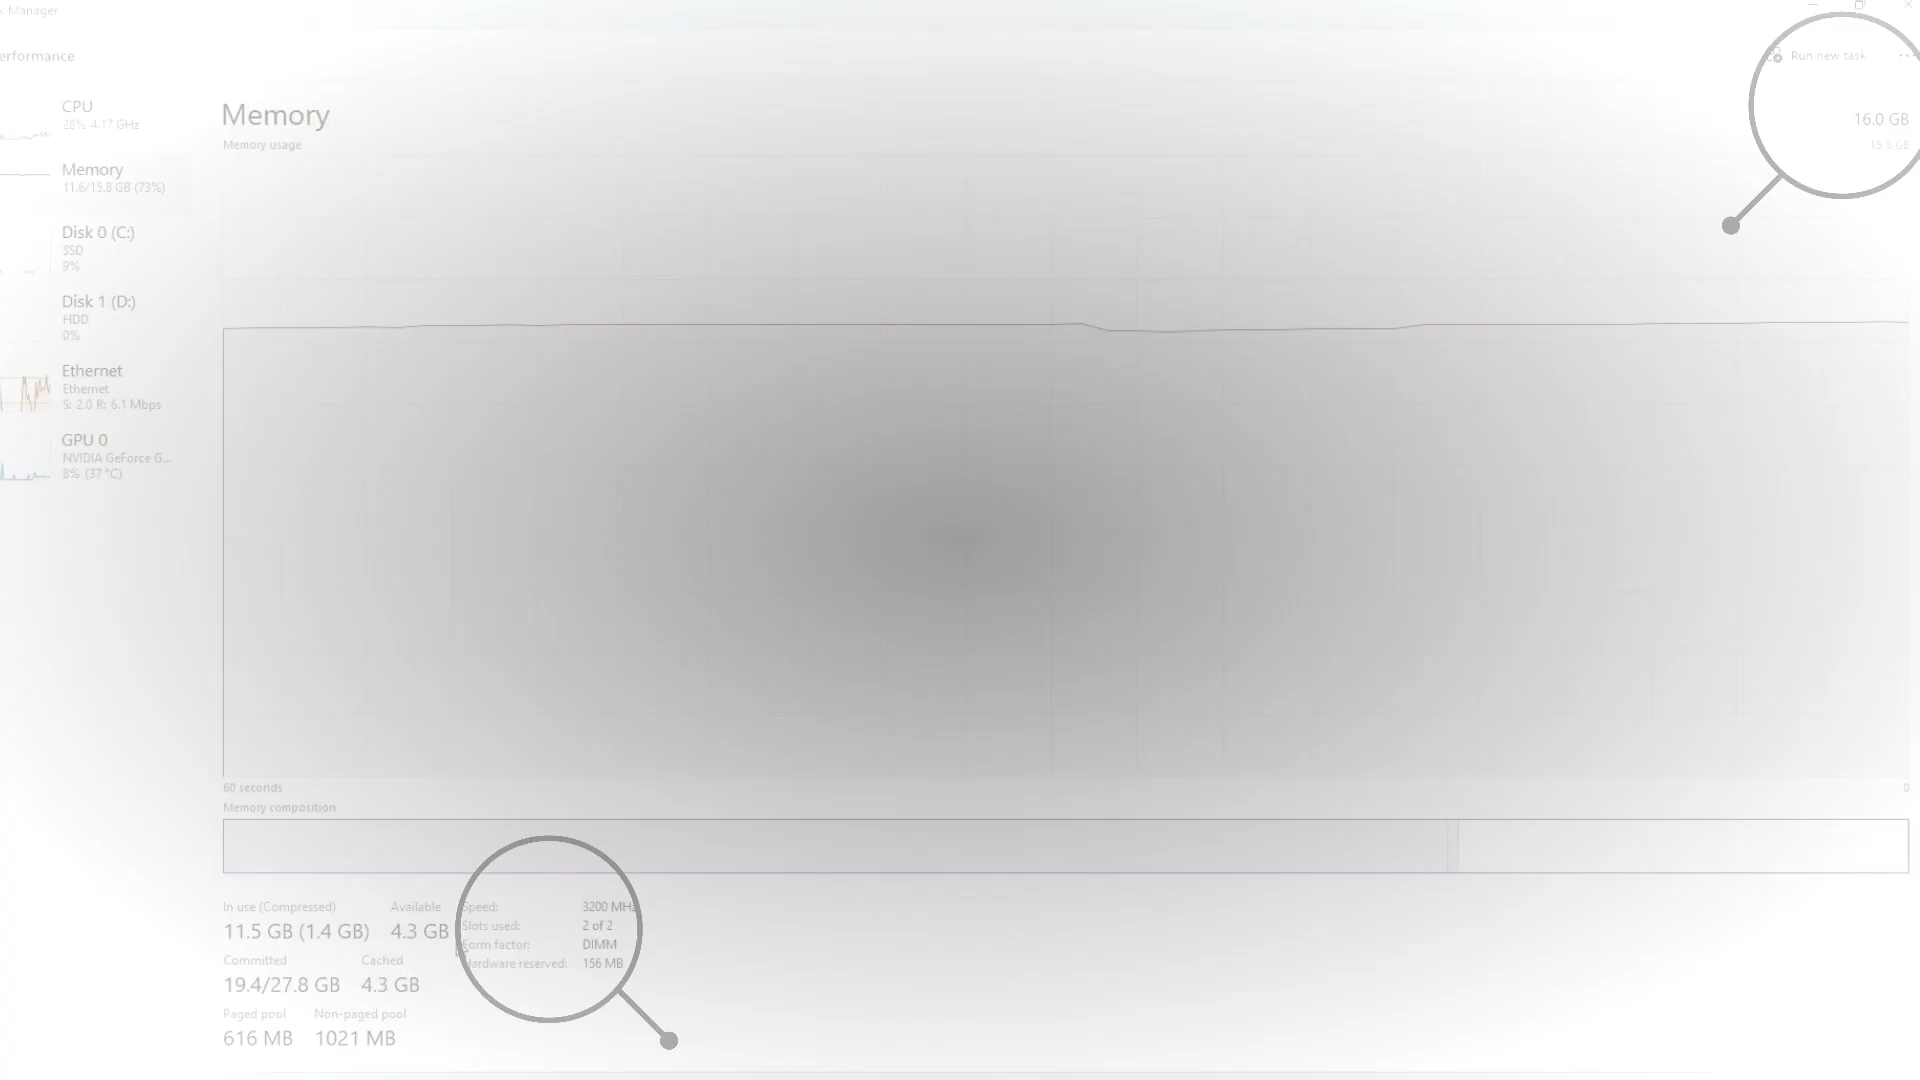 k Manager
erformance
Run new task
CPU
28% 4.17 GHz
Memory
11.6/15.8 GB (73%)
Disk 0 (C:)
SSD
9%
Disk 1 (D:)
HDD
0%
Ethernet
Ethernet
S: 2.0 R: 6.1 Mbps
GPU 0
NVIDIA GeForce G...
8% (37 °C)
Memory
16.0 GB
Memory usage
15.8 GB
60 seconds
0
Memory composition
In use (Compressed)
11.5 GB (1.4 GB)
Available
4.3 GB
Committed
19.4/27.8 GB
Cached
4.3 GB
Paged pool
616 MB
Non-paged pool
1021 MB
Speed: 3200 MHz
Slots used: 2 of 2
Form factor: DIMM
Hardware reserved: 156 MB